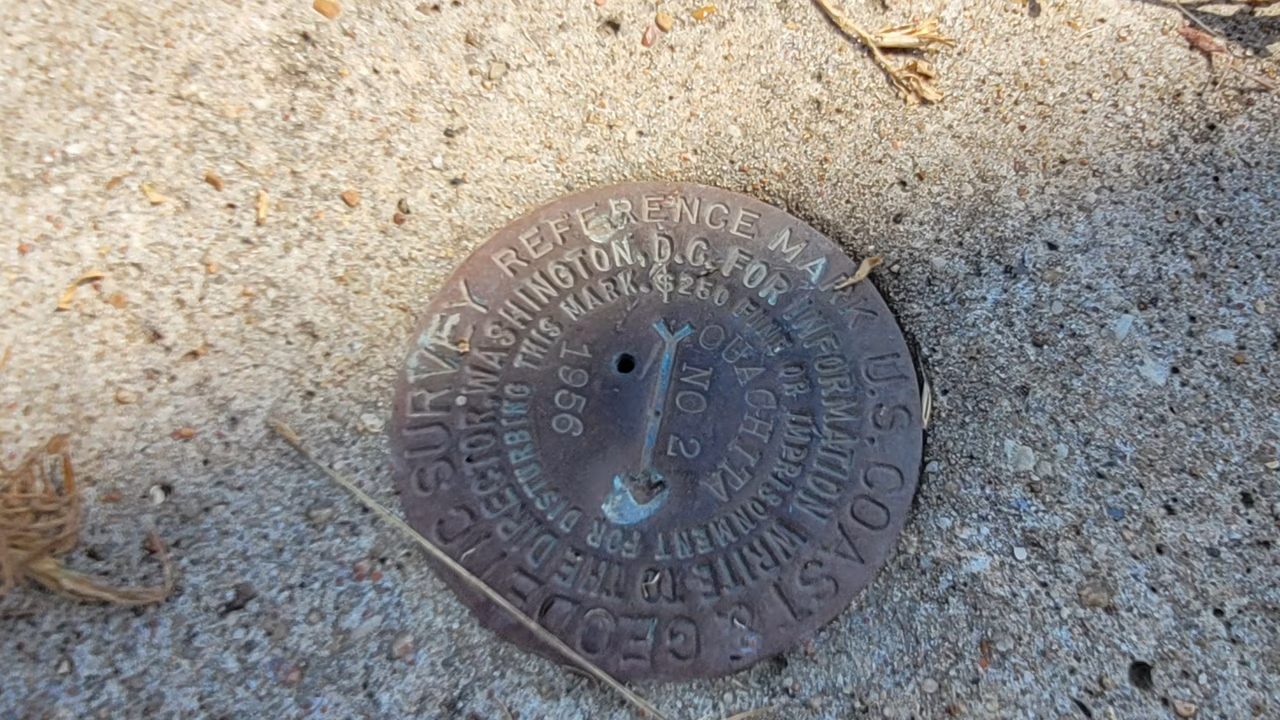 U.S. COAST & GEODETIC SURVEY REFERENCE MARK
FOR INFORMATION WRITE TO THE DIRECTOR, WASHINGTON, D.C.
$250 FINE OR IMPRISONMENT FOR DISTURBING THIS MARK.
OBACHITA
NO 2
1956